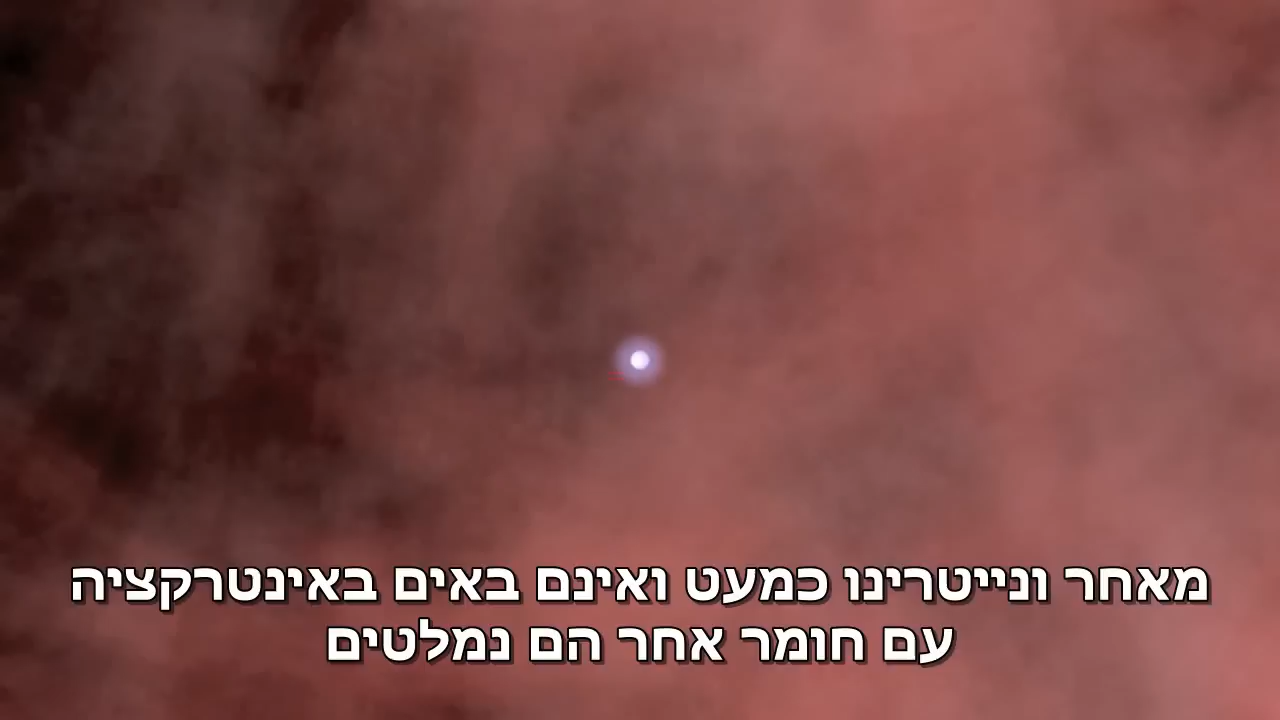 מאחר ונייטרינו כמעט ואינם באים באינטרקציה
עם חומר אחר הם נמלטים